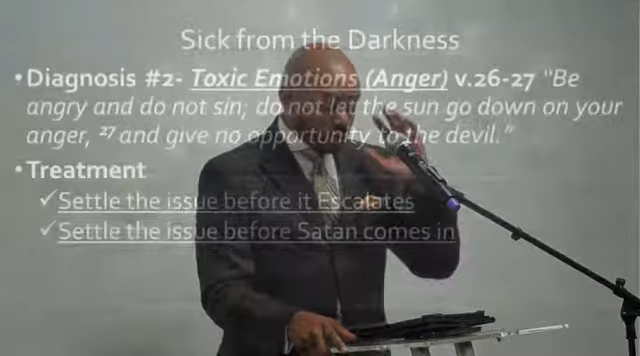 Sick from the Darkness
• Diagnosis #2- Toxic Emotions (Anger) v.26-27 “Be
angry and do not sin; do not let the sun go down on your
anger, 27 and give no opportunity to the devil.”
• Treatment
✓ Settle the issue before it Escalates
✓ Settle the issue before Satan comes in